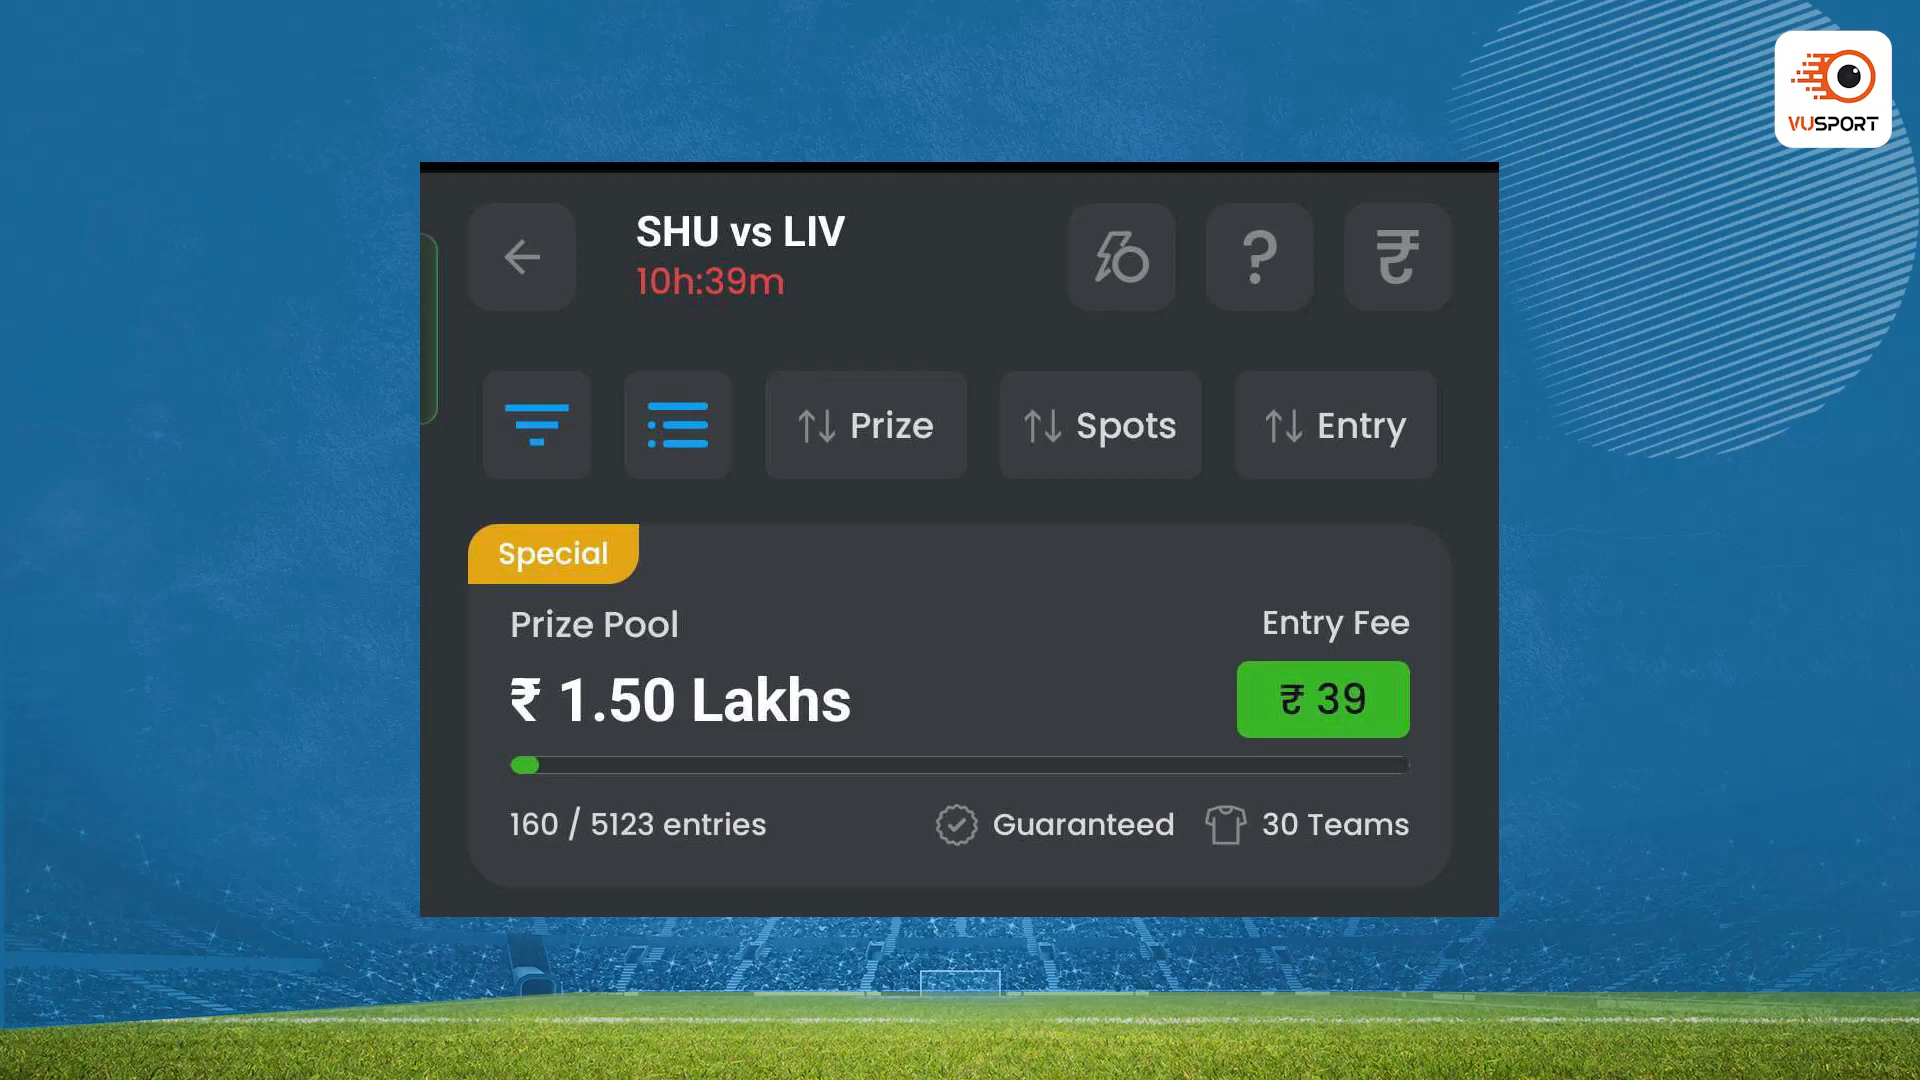 VUSPORT
SHU vs LIV
10h:39m
?
₹
Prize
Spots
Entry
Special
Prize Pool
Entry Fee
₹ 1.50 Lakhs
₹ 39
160 / 5123 entries
Guaranteed
30 Teams